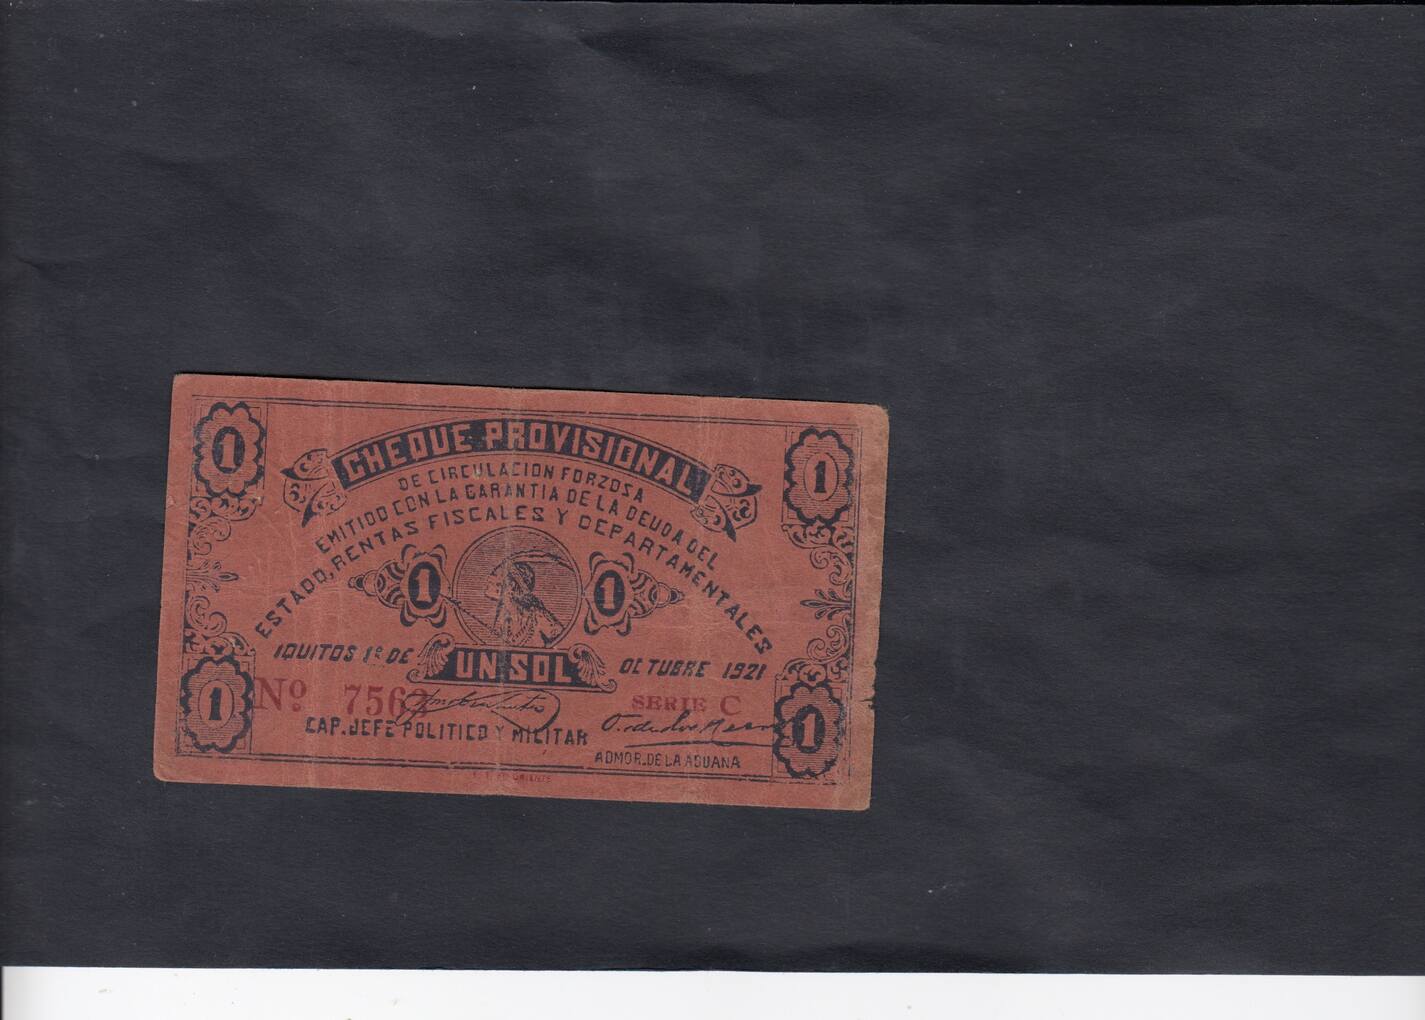 1
1
CHEQUE PROVISIONAL
DE CIRCULACION FORZOSA
EMITIDO CON LA GARANTIA DE LA DEUDA DEL
ESTADO, RENTAS FISCALES Y DEPARTAMENTALES
1
1
IQUITOS 1º DE
UN SOL
OCTUBRE 1921
Nº
SERIE C
1
1
CAP. JEFE POLITICO Y MILITAR
ADMOR. DE LA ADUANA